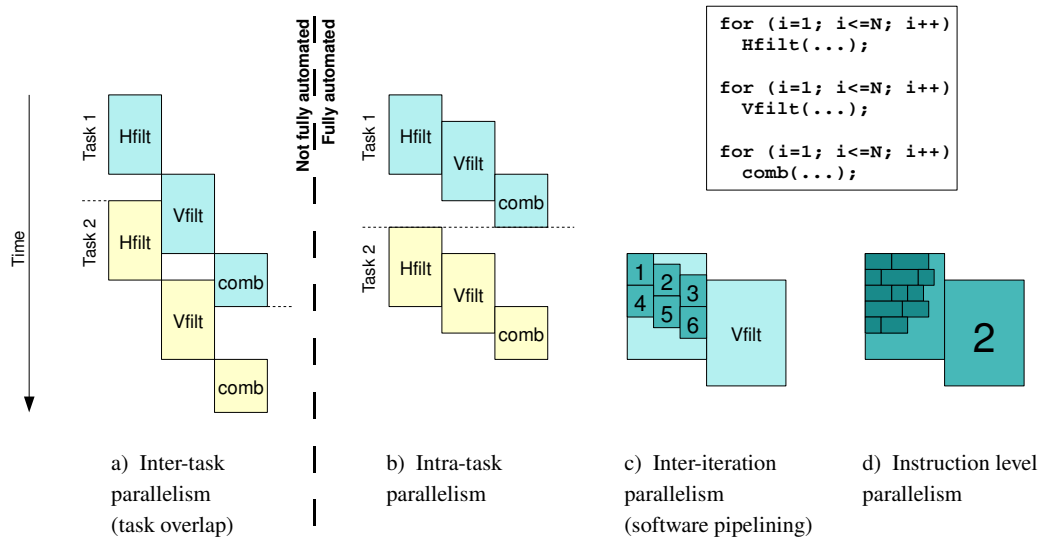 Not fully automated
Fully automated
for (i=1; i<=N; i++)
Hfilt(...);
for (i=1; i<=N; i++)
Vfilt(...);
for (i=1; i<=N; i++)
comb(...);
Time
Task 1
Task 2
Hfilt
Vfilt
comb
Hfilt
Vfilt
comb
Task 1
Task 2
Hfilt
Vfilt
comb
Hfilt
Vfilt
comb
1
2
3
4
5
6
Vfilt
2
a) Inter-task
parallelism
(task overlap)
b) Intra-task
parallelism
c) Inter-iteration
parallelism
(software pipelining)
d) Instruction level
parallelism